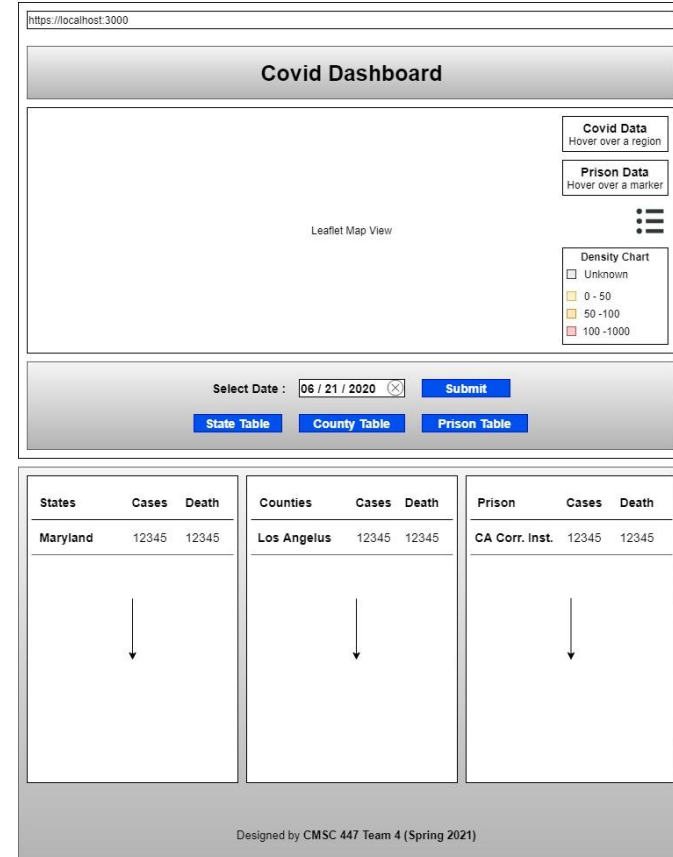 https://localhost:3000
Covid Dashboard
Covid Data
Hover over a region
Prison Data
Hover over a marker
Leaflet Map View
Density Chart
Unknown
0 - 50
50 -100
100 -1000
Select Date : 06 / 21 / 2020 Submit
State Table County Table Prison Table
States Cases Death Counties Cases Death Prison Cases Death
Maryland 12345 12345 Los Angelus 12345 12345 CA Corr. Inst. 12345 12345
Designed by CMSC 447 Team 4 (Spring 2021)